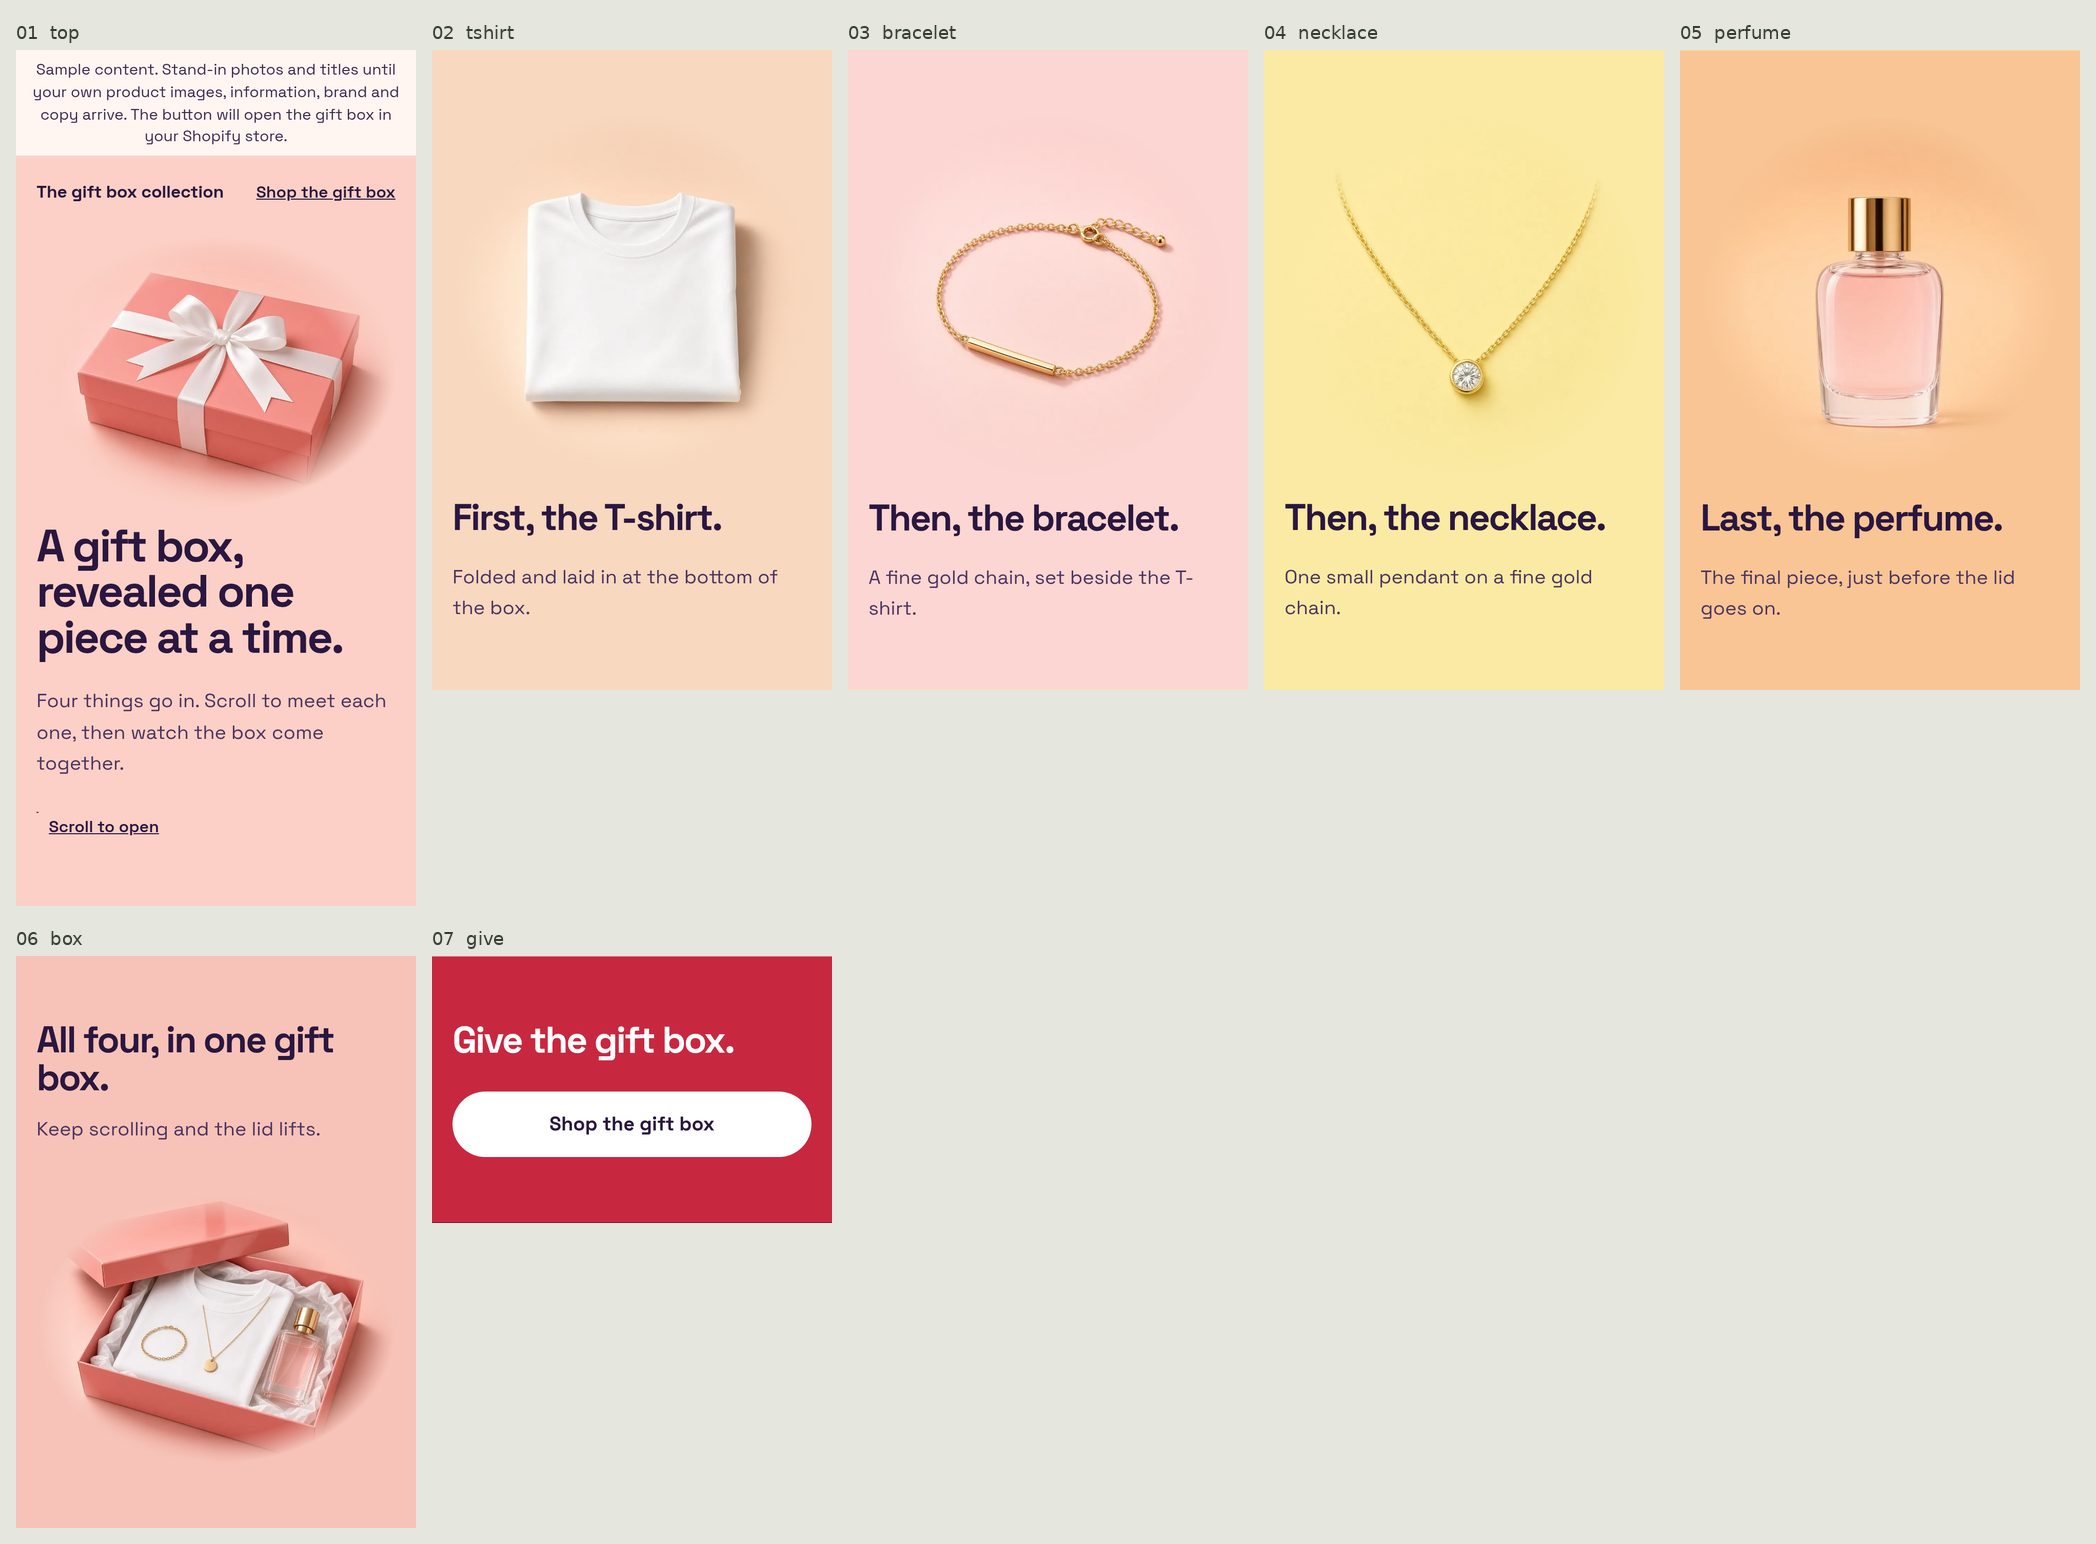 01 top
Sample content. Stand-in photos and titles until
your own product images, information, brand and
copy arrive. The button will open the gift box in
your Shopify store.
The gift box collection
Shop the gift box
A gift box,
revealed one
piece at a time.
Four things go in. Scroll to meet each
one, then watch the box come
together.
Scroll to open
02 tshirt
First, the T-shirt.
Folded and laid in at the bottom of
the box.
03 bracelet
Then, the bracelet.
A fine gold chain, set beside the T-
shirt.
04 necklace
Then, the necklace.
One small pendant on a fine gold
chain.
05 perfume
Last, the perfume.
The final piece, just before the lid
goes on.
06 box
All four, in one gift
box.
Keep scrolling and the lid lifts.
07 give
Give the gift box.
Shop the gift box